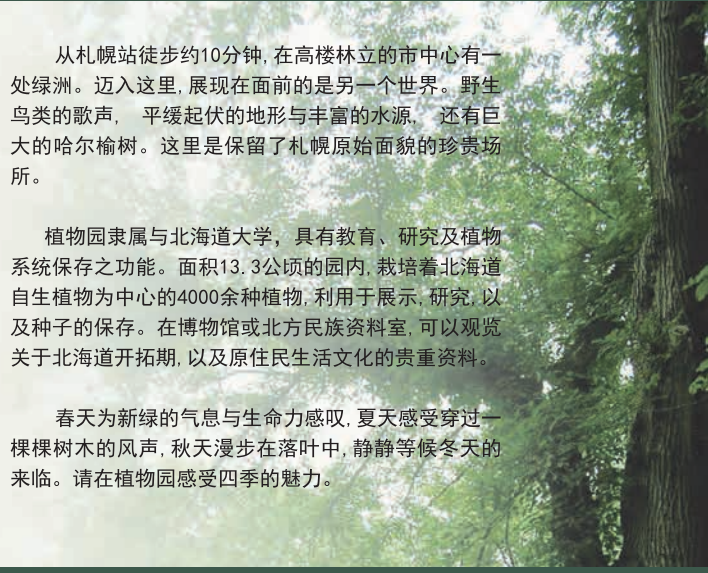 从札幌站徒步约10分钟,在高楼林立的市中心有一
处绿洲。迈入这里,展现在面前的是另一个世界。野生
鸟类的歌声, 平缓起伏的地形与丰富的水源, 还有巨
大的哈尔榆树。这里是保留了札幌原始面貌的珍贵场
所。
植物园隶属与北海道大学，具有教育、研究及植物
系统保存之功能。面积13.3公顷的园内,栽培着北海道
自生植物为中心的4000余种植物,利用于展示,研究,以
及种子的保存。在博物馆或北方民族资料室,可以观览
关于北海道开拓期,以及原住民生活文化的贵重资料。
春天为新绿的气息与生命力感叹,夏天感受穿过一
棵棵树木的风声,秋天漫步在落叶中,静静等候冬天的
来临。请在植物园感受四季的魅力。